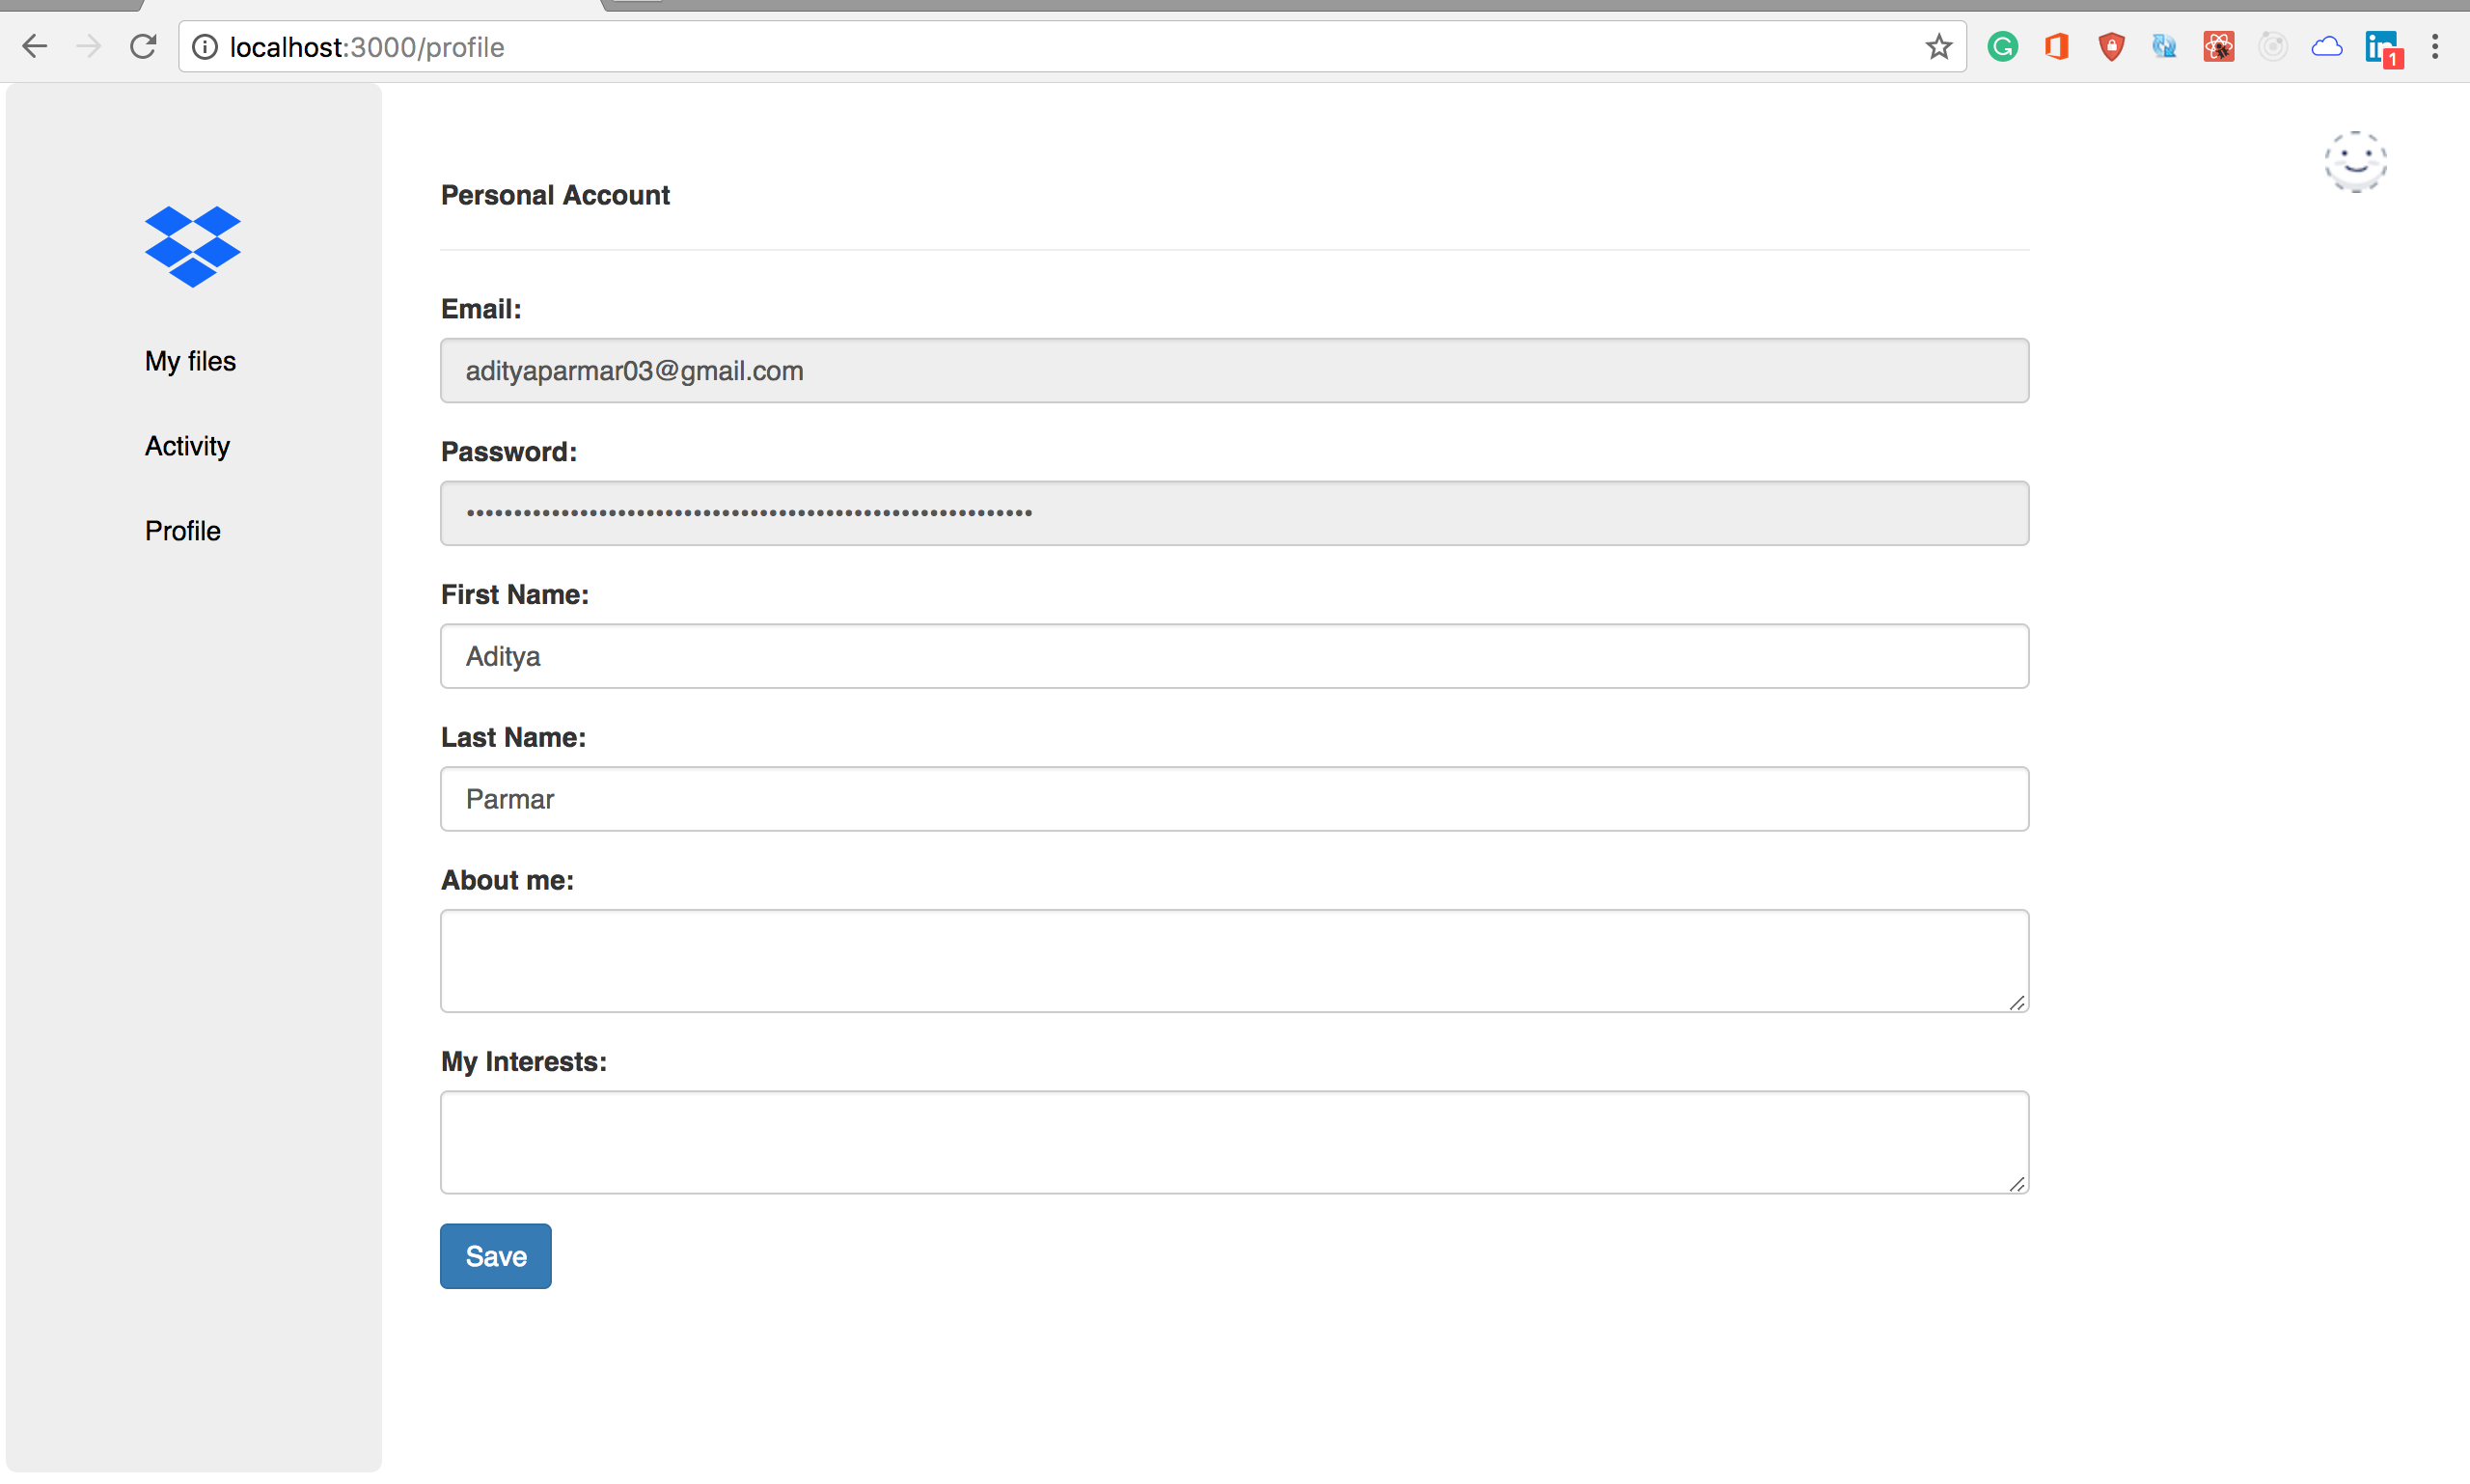 localhost:3000/profile
1
My files
Activity
Profile
Personal Account
Email:
adityaparmar03@gmail.com
Password:
••••••••••••••••••••••••••••••••••••••••••••••••••••••••••••
First Name:
Aditya
Last Name:
Parmar
About me:
My Interests:
Save